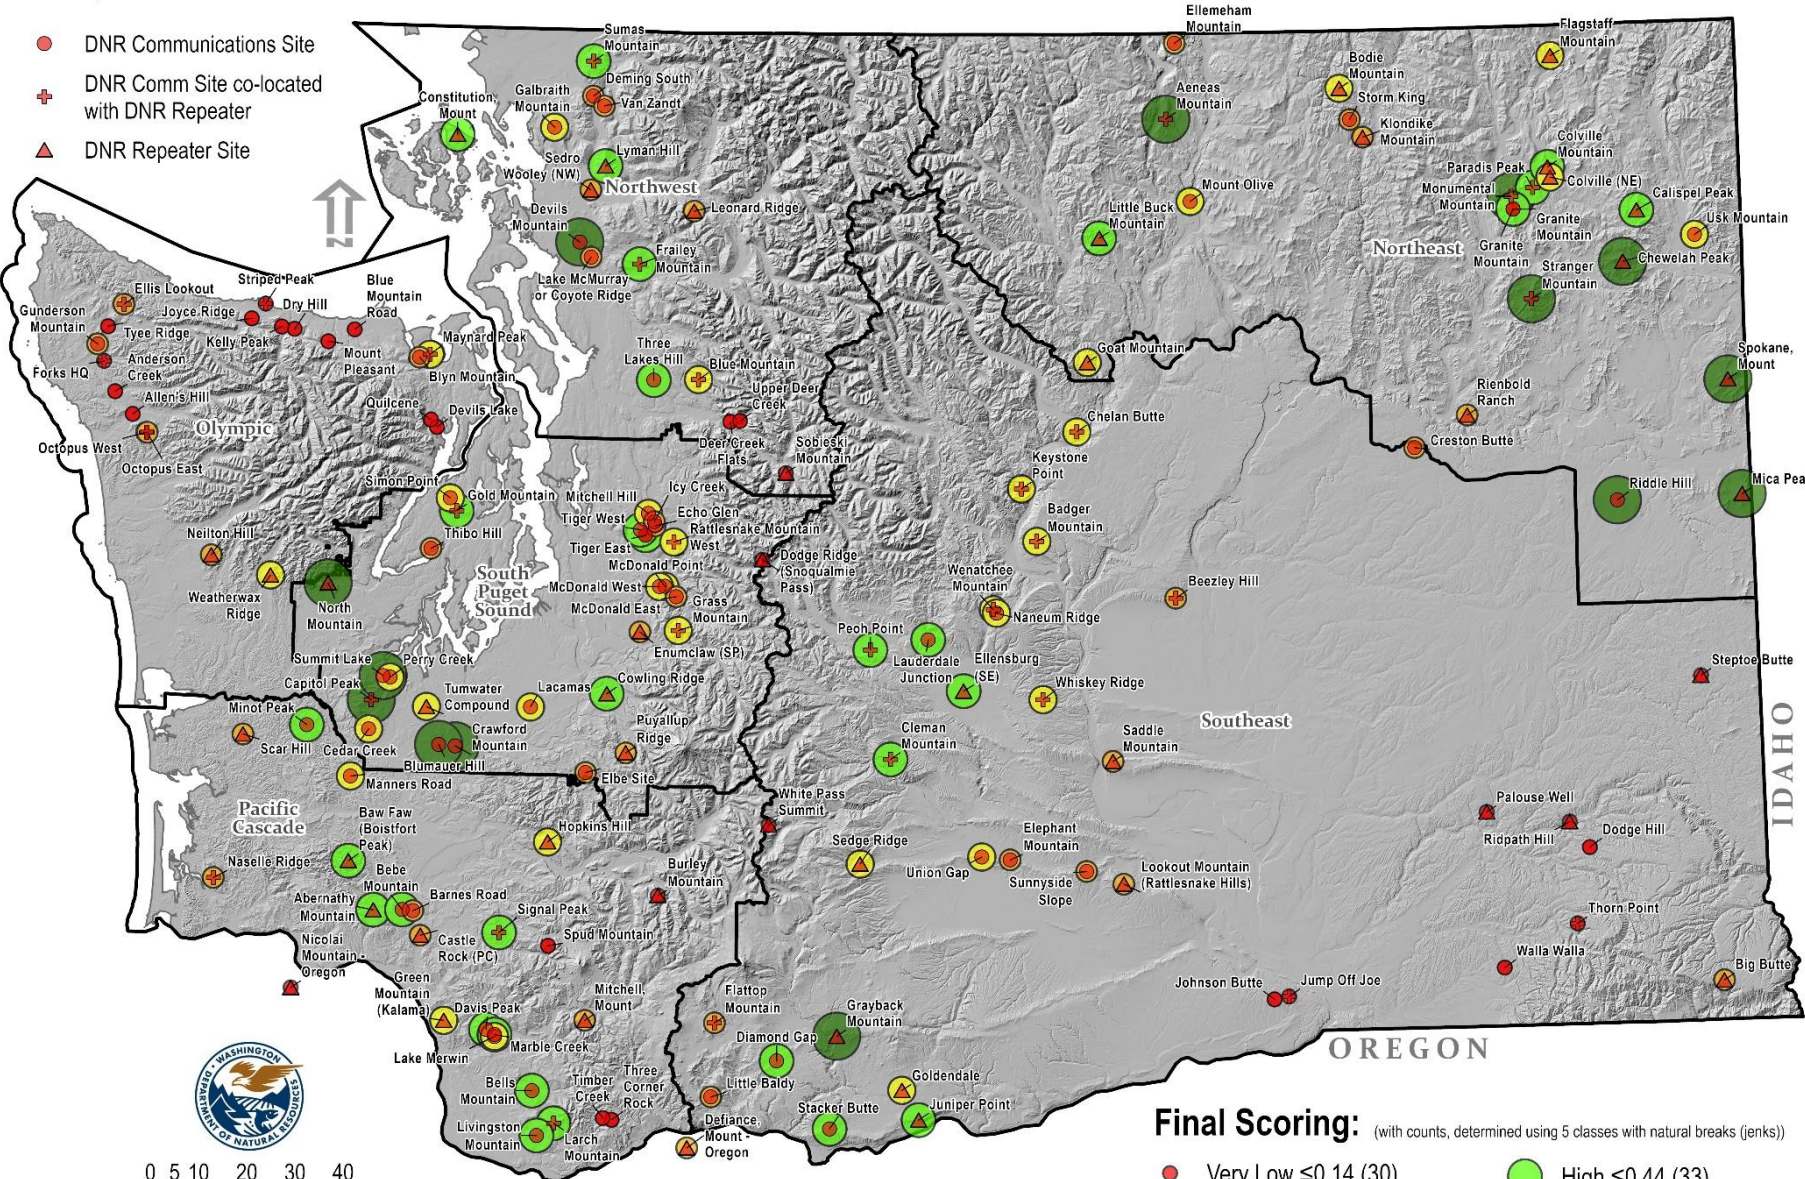 DNR Communications Site
DNR Comm Site co-located
with DNR Repeater
DNR Repeater Site
N
Sumas
Mountain
Deming South
Van Zandt
Galbraith
Mountain
Constitution,
Mount
Sedro
Wooley (NW)
Lyman Hill
Northwest
Leonard Ridge
Devils
Mountain
Lake McMurray
or Coyote Ridge
Frailey
Mountain
Three
Lakes Hill
Blue Mountain
Upper Deer
Creek
Deer Creek
Flats
Sobieski
Mountain
Ellemeham
Mountain
Aeneas
Mountain
Mount Olive
Little Buck
Mountain
Goat Mountain
Bodie
Mountain
Storm King
Klondike
Mountain
Flagstaff
Mountain
Colville
Mountain
Paradis Peak
Colville (NE)
Monumental
Mountain
Granite
Mountain
Granite
Mountain
Calispel Peak
Usk Mountain
Northeast
Stranger
Mountain
Chewelah Peak
Spokane,
Mount
Rienbold
Ranch
Creston Butte
Riddle Hill
Mica Pea
Ellis Lookout
Gunderson
Mountain
Tyee Ridge
Striped Peak
Joyce Ridge
Dry Hill
Kelly Peak
Blue
Mountain
Road
Mount
Pleasant
Maynard Peak
Blyn Mountain
Forks HQ
Anderson
Creek
Allen's Hill
Octopus West
Octopus East
Olympic
Quilcene
Devils Lake
Simon Point
Gold Mountain
Thibo Hill
Neilton Hill
Weatherwax
Ridge
North
Mountain
South
Puget
Sound
Mitchell Hill
Icy Creek
Tiger West
Echo Glen
Rattlesnake Mountain
West
Tiger East
McDonald Point
McDonald West
McDonald East
Grass
Mountain
Enumclaw (SP)
Dodge Ridge
(Snoqualmie
Pass)
Summit Lake
Perry Creek
Capitol Peak
Tumwater
Compound
Lacamas
Cowling Ridge
Minot Peak
Scar Hill
Cedar Creek
Crawford
Mountain
Blumauer Hill
Puyallup
Ridge
Elbe Site
Manners Road
Pacific
Cascade
Baw Faw
(Boistfort
Peak)
Hopkins Hill
Naselle Ridge
Bebe
Mountain
Barnes Road
Abernathy
Mountain
Castle
Rock (PC)
Signal Peak
Spud Mountain
Burley
Mountain
White Pass
Summit
Nicolai
Mountain -
Oregon
Green
Mountain
(Kalama)
Davis Peak
Lake Merwin
Marble Creek
Mitchell,
Mount
Bells
Mountain
Livingston
Mountain
Larch
Mountain
Timber
Creek
Three
Corner
Rock
Chelan Butte
Keystone
Point
Badger
Mountain
Wenatchee
Mountain
Naneum Ridge
Beezley Hill
Peoh Point
Lauderdale
Junction
Ellensburg
(SE)
Whiskey Ridge
Cleman
Mountain
Saddle
Mountain
Southeast
Steptoe Butte
Sedge Ridge
Union Gap
Elephant
Mountain
Sunnyside
Slope
Lookout Mountain
(Rattlesnake Hills)
Palouse Well
Ridpath Hill
Dodge Hill
Thorn Point
Walla Walla
Big Butte
Johnson Butte
Jump Off Joe
Flattop
Mountain
Grayback
Mountain
Diamond Gap
Little Baldy
Goldendale
Stacker Butte
Juniper Point
Defiance,
Mount -
Oregon
IDAHO
OREGON
WASHINGTON
DEPARTMENT OF NATURAL RESOURCES
0 5 10 20 30 40
Final Scoring: (with counts, determined using 5 classes with natural breaks (jenks))
Very Low ≤0.14 (30)
High ≤0.44 (33)